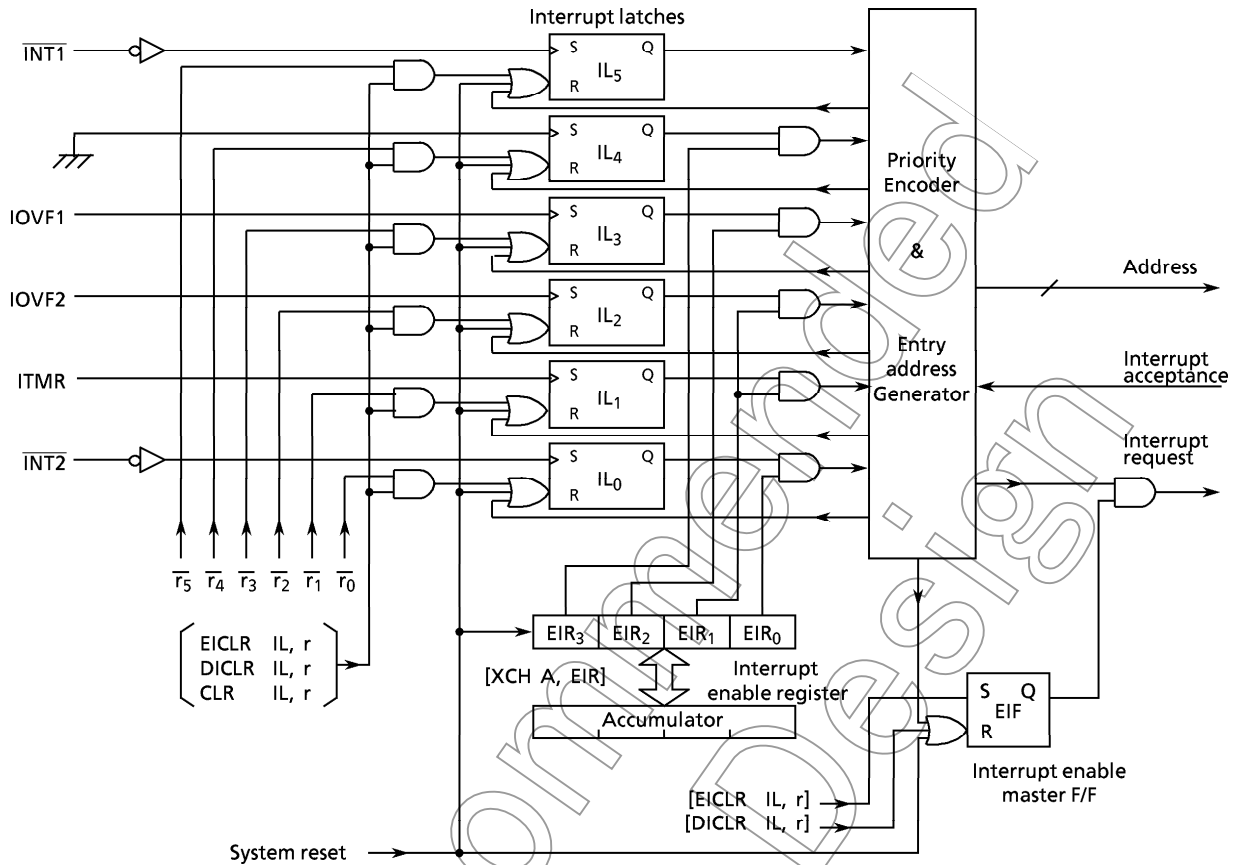 Interrupt latches
INT1
S Q
IL5
R
S Q
IL4
R
IOVF1
S Q
IL3
R
IOVF2
S Q
IL2
R
ITMR
S Q
IL1
R
INT2
S Q
IL0
R
Priority
Encoder
&
Entry
address
Generator
Address
Interrupt
acceptance
Interrupt
request
r5 r4 r3 r2 r1 r0
EICLR IL, r
DICLR IL, r
CLR IL, r
EIR3 EIR2 EIR1 EIR0
[XCH A, EIR]
Interrupt
enable register
Accumulator
S Q
EIF
R
Interrupt enable
master F/F
[EICLR IL, r]
[DICLR IL, r]
System reset
ommended
Design